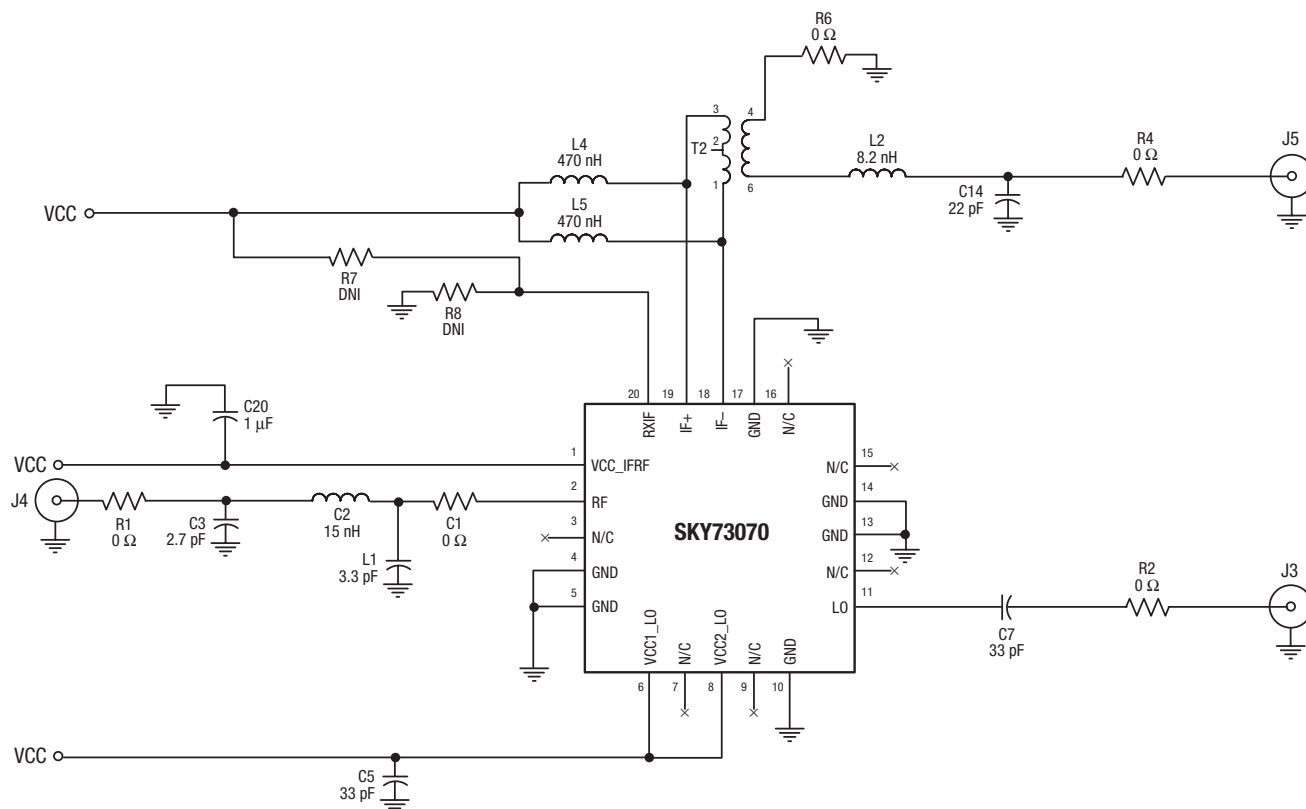 R6
0 Ω
3
4
2
T2
1
6
L2
8.2 nH
R4
0 Ω
J5
C14
22 pF
L4
470 nH
L5
470 nH
VCC
R7
DNI
R8
DNI
20
19
18
17
16
RXIF
IF+
IF–
GND
N/C
C20
1 µF
VCC
1
VCC_IFRF
J4
R1
0 Ω
C3
2.7 pF
C2
15 nH
L1
3.3 pF
C1
0 Ω
2
RF
3
N/C
4
GND
5
GND
SKY73070
15
N/C
14
GND
13
GND
12
N/C
11
LO
C7
33 pF
R2
0 Ω
J3
VCC1_LO
N/C
VCC2_LO
N/C
GND
6
7
8
9
10
VCC
C5
33 pF